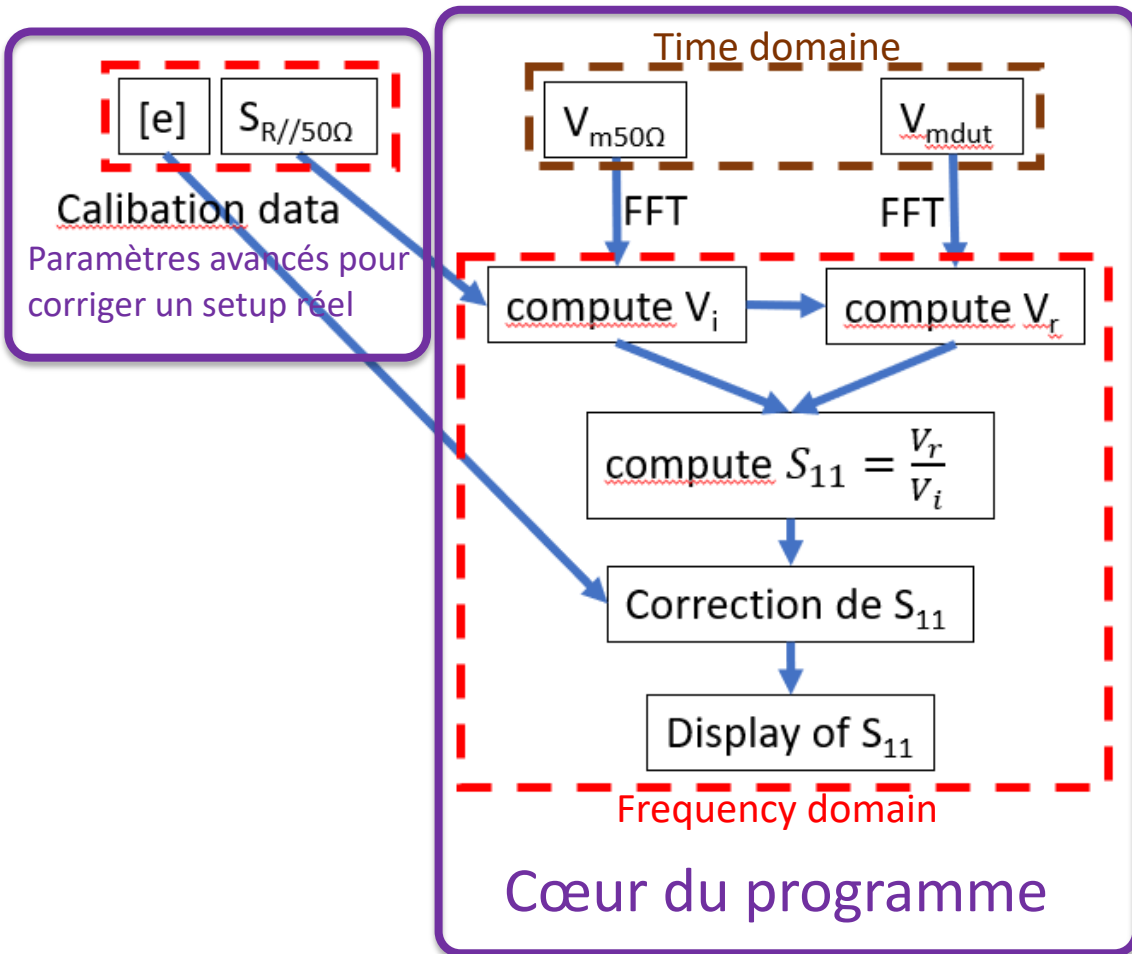 [e]
S_R//50Ω
Calibation data
Paramètres avancés pour
corriger un setup réel
Time domaine
V_m50Ω
V_mdut
FFT
FFT
compute V_i
compute V_r
compute S_11 = V_r / V_i
Correction de S_11
Display of S_11
Frequency domain
Cœur du programme